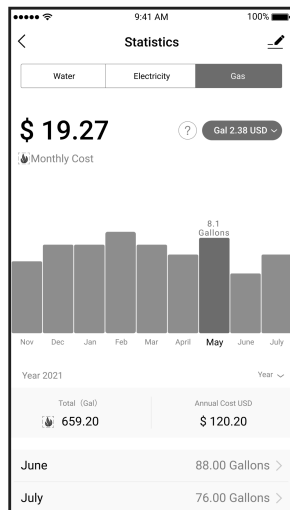 9:41 AM 100%
Statistics
Water Electricity Gas
$ 19.27 ? Gal 2.38 USD
Monthly Cost
8.1
Gallons
Nov Dec Jan Feb Mar April May June July
Year 2021 Year
Total (Gal) Annual Cost USD
659.20 $ 120.20
June 88.00 Gallons
July 76.00 Gallons